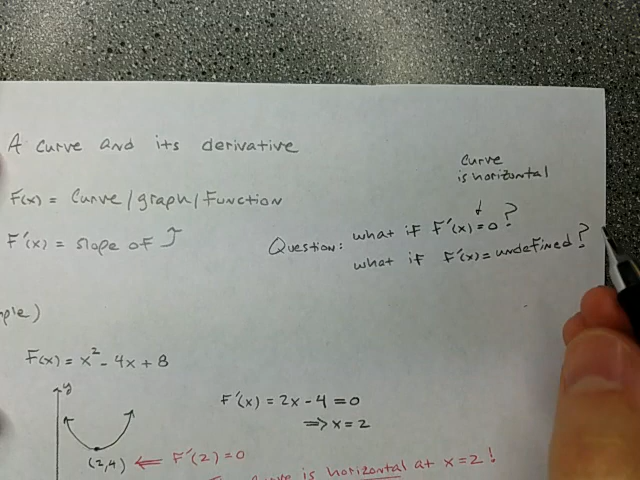 A curve and its derivative
curve
is horizontal
F(x) = Curve/graph/Function
↓
F'(x) = slope of ⤴
Question: what if F'(x) = 0?
what if F'(x) = undefined?
ple)
F(x) = x² - 4x + 8
y
F'(x) = 2x - 4 = 0
⇒ x = 2
(2,4) ⇐ F'(2) = 0
curve is horizontal at x = 2!